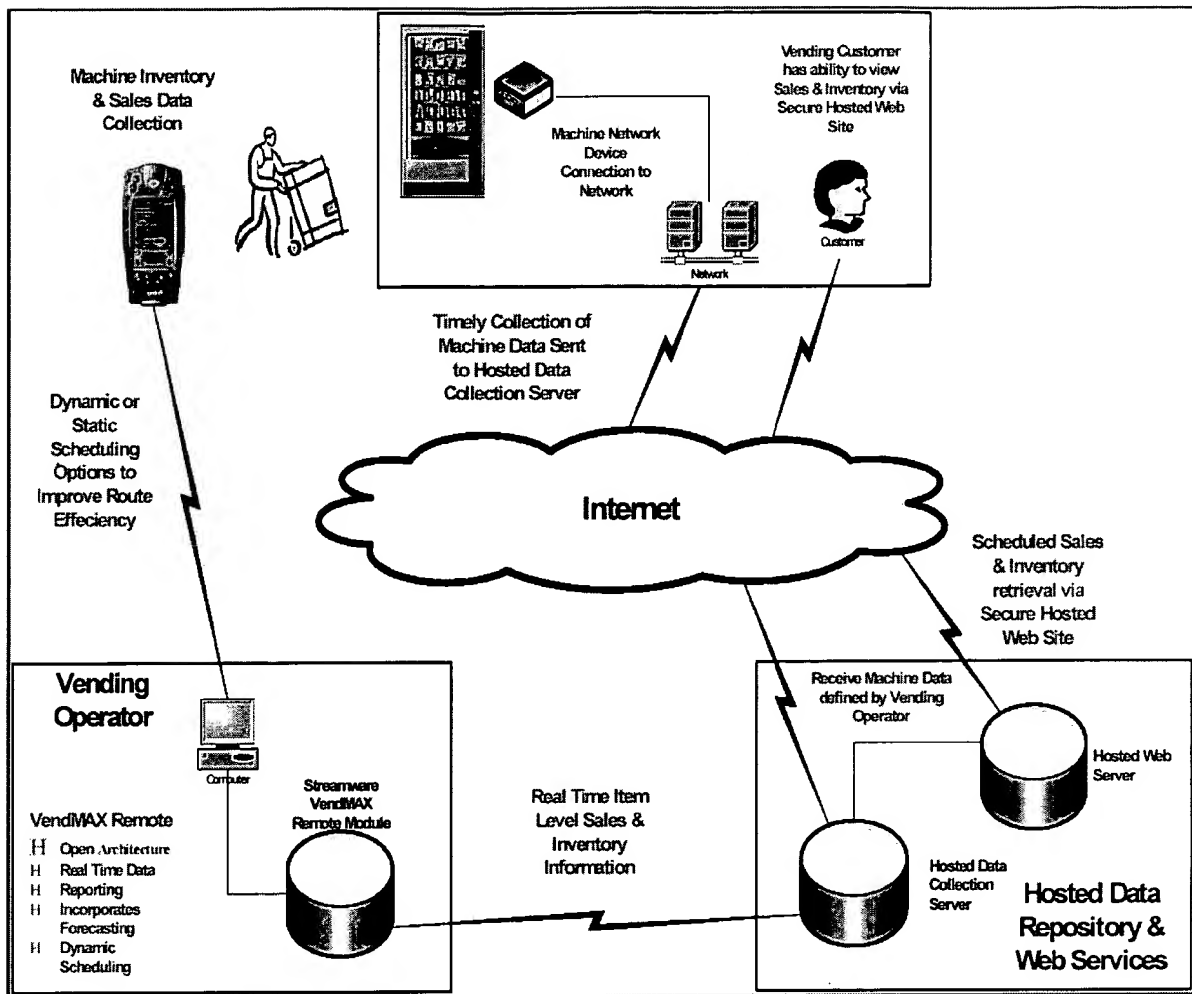 Machine Inventory
& Sales Data
Collection
Machine Network
Device
Connection to
Network
Vending Customer
has ability to view
Sales & Inventory via
Secure Hosted Web
Site
Customer
Network
Timely Collection of
Machine Data Sent
to Hosted Data
Collection Server
Dynamic or
Static
Scheduling
Options to
Improve Route
Effeciency
Internet
Scheduled Sales
& Inventory
retrieval via
Secure Hosted
Web Site
Vending
Operator
Computer
Streamware
VendMAX
Remote Module
VendMAX Remote
H Open Architecture
H Real Time Data
H Reporting
H Incorporates
Forecasting
H Dynamic
Scheduling
Real Time Item
Level Sales &
Inventory
Information
Receive Machine Data
defined by Vending
Operator
Hosted Web
Server
Hosted Data
Collection
Server
Hosted Data
Repository &
Web Services